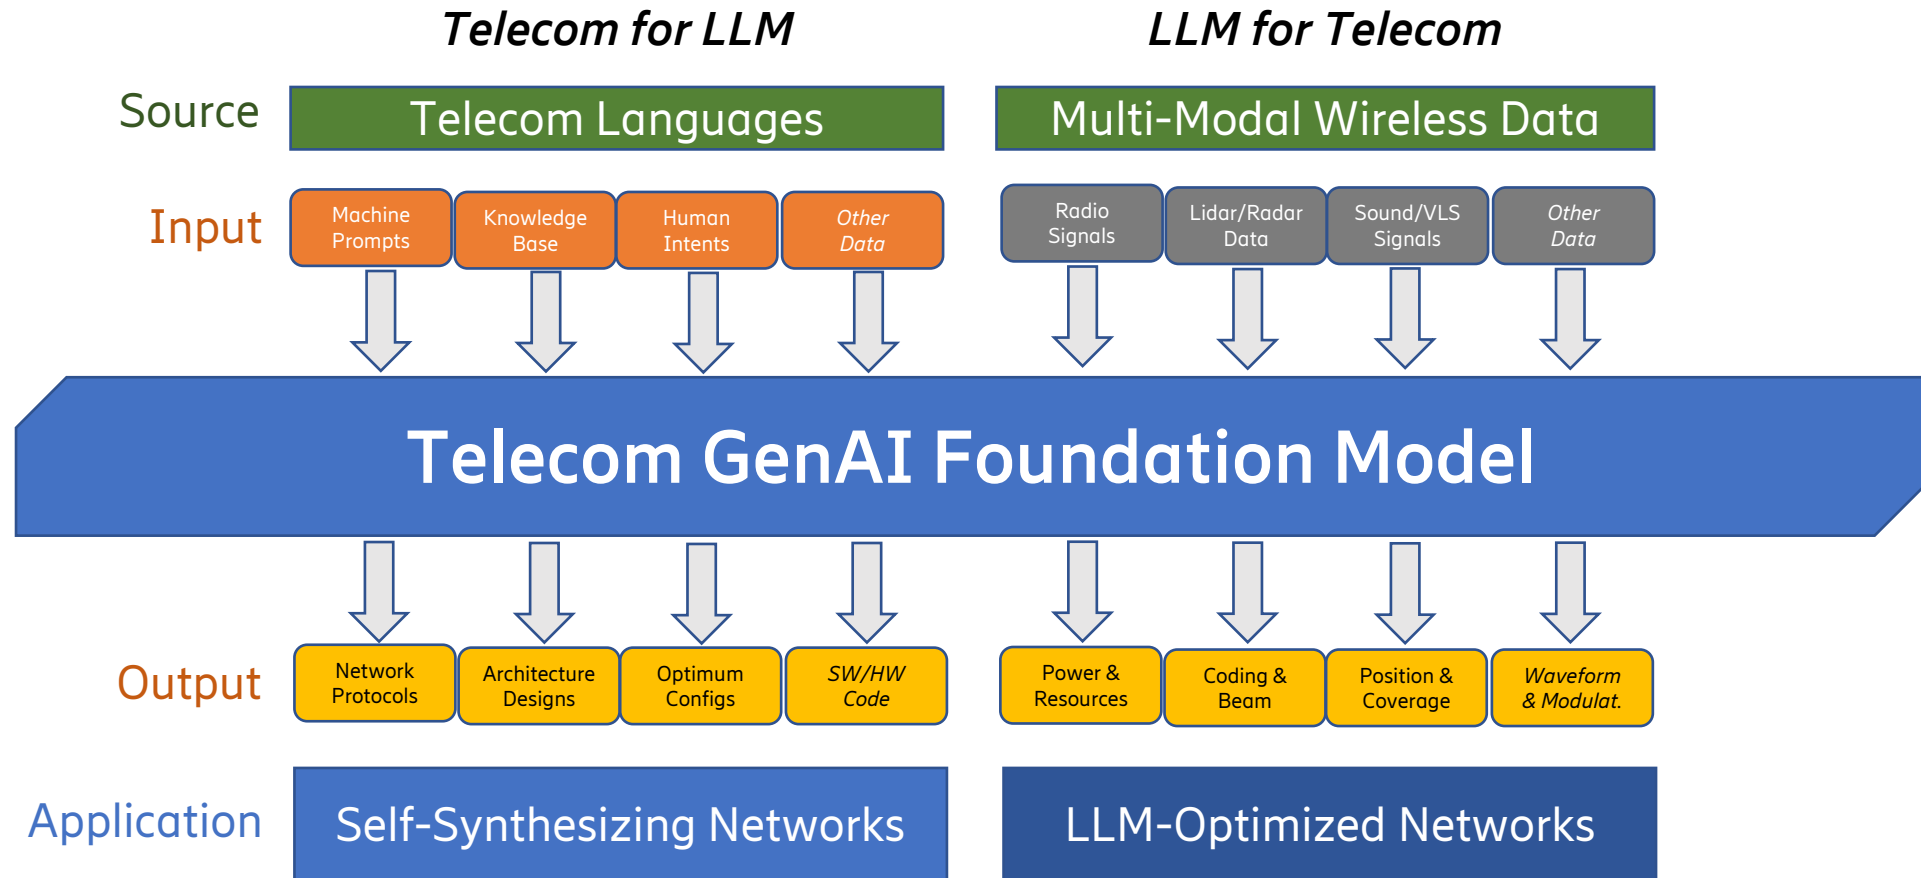 Telecom for LLM
LLM for Telecom
Source
Telecom Languages
Multi-Modal Wireless Data
Input
Machine
Prompts
Knowledge
Base
Human
Intents
Other
Data
Radio
Signals
Lidar/Radar
Data
Sound/VLS
Signals
Other
Data
Telecom GenAI Foundation Model
Output
Network
Protocols
Architecture
Designs
Optimum
Configs
SW/HW
Code
Power &
Resources
Coding &
Beam
Position &
Coverage
Waveform
& Modulat.
Application
Self-Synthesizing Networks
LLM-Optimized Networks